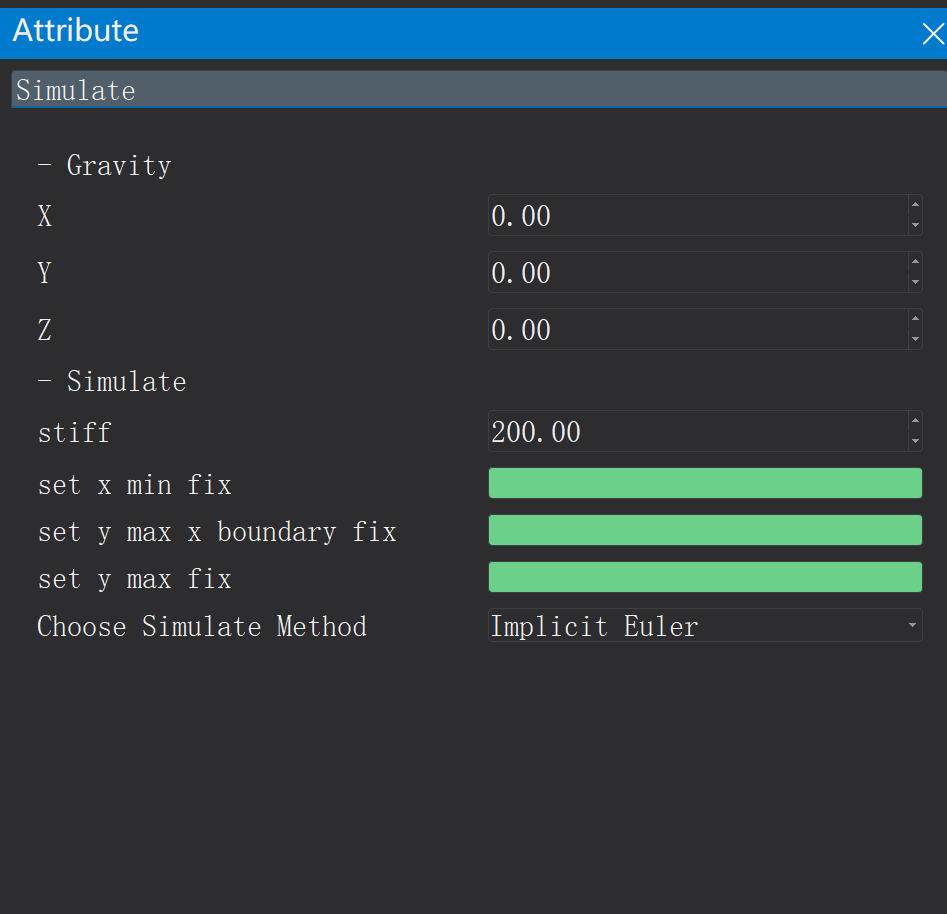 Attribute
Simulate
- Gravity
X 0.00
Y 0.00
Z 0.00
- Simulate
stiff 200.00
set x min fix
set y max x boundary fix
set y max fix
Choose Simulate Method Implicit Euler